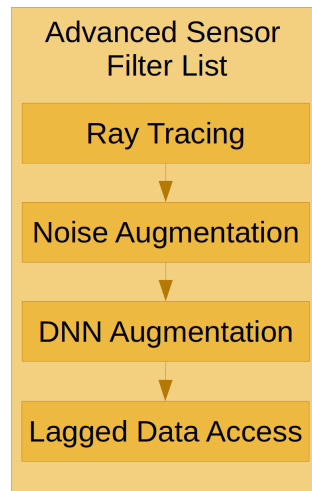 Advanced Sensor
Filter List
Ray Tracing
Noise Augmentation
DNN Augmentation
Lagged Data Access